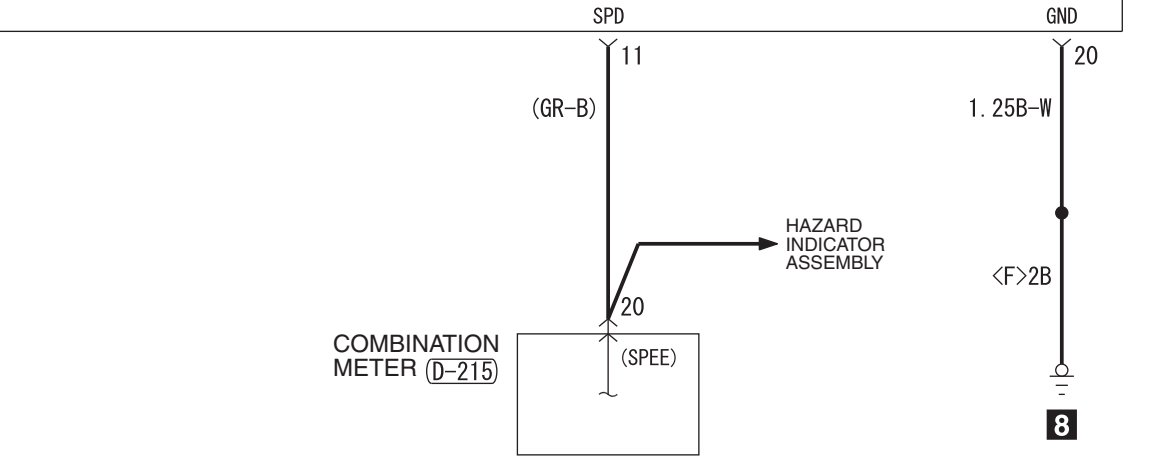 SPD
GND
11
20
(GR-B)
1.25B-W
HAZARD
INDICATOR
ASSEMBLY
<F>2B
20
COMBINATION
METER (D-215)
(SPEE)
8